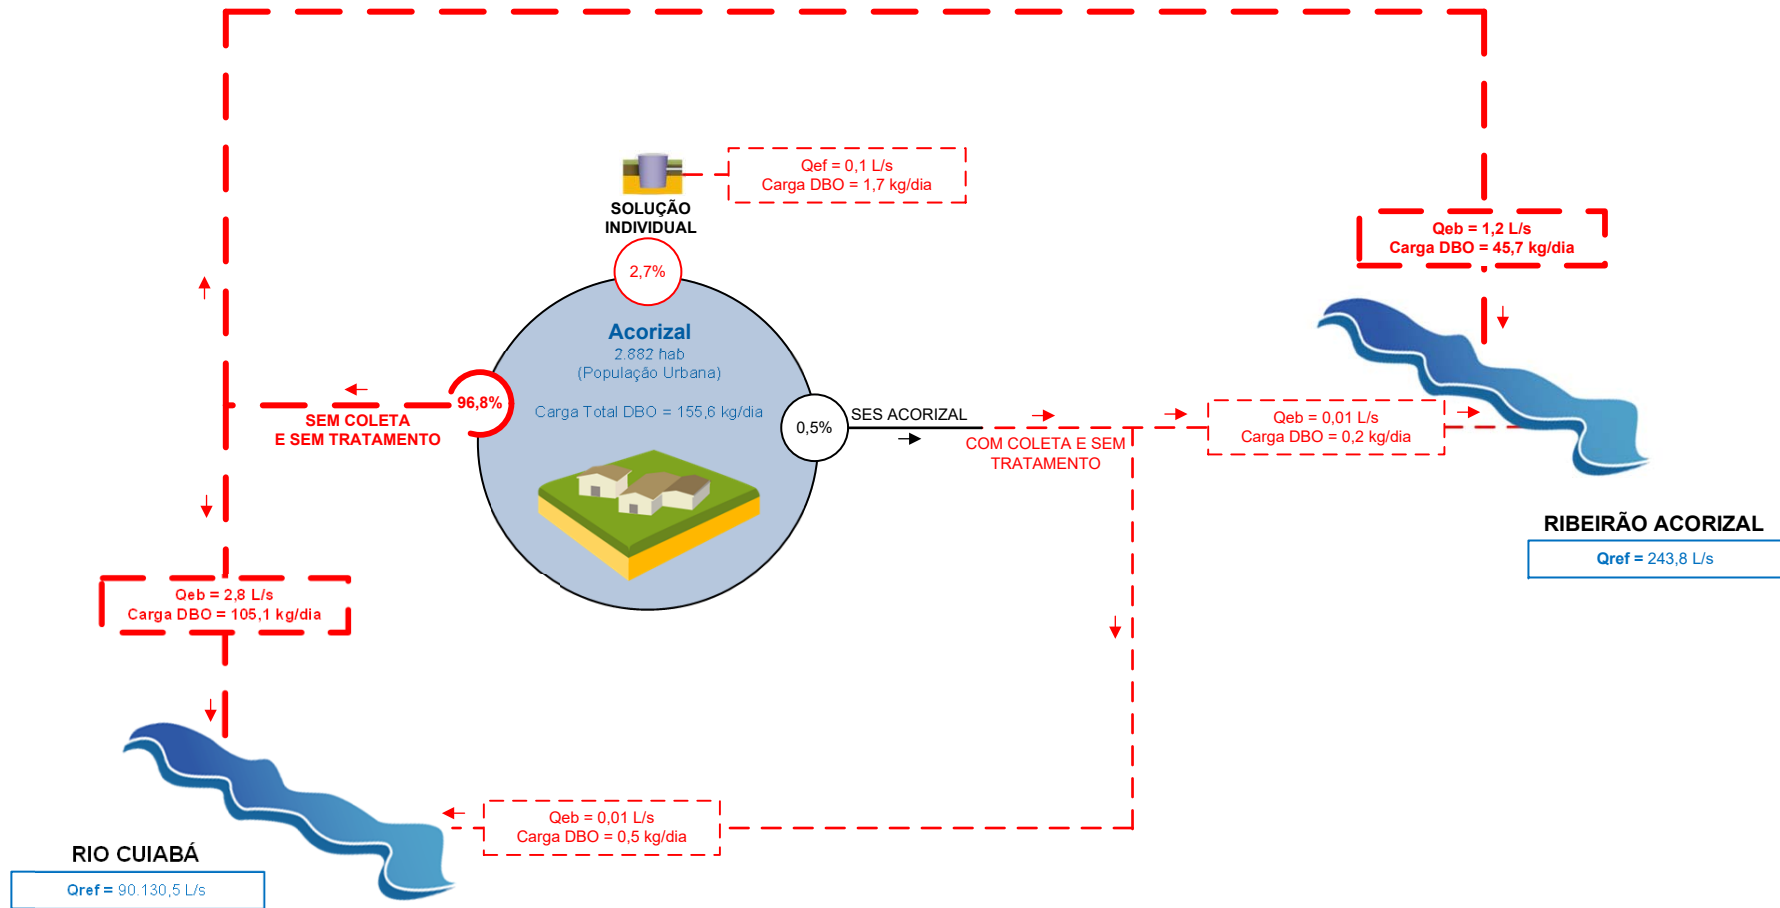 Qef = 0,1 L/s
Carga DBO = 1,7 kg/dia
SOLUÇÃO
INDIVIDUAL
2,7%
Qeb = 1,2 L/s
Carga DBO = 45,7 kg/dia
Acorizal
2.882 hab
(População Urbana)
Carga Total DBO = 155,6 kg/dia
96,8%
SEM COLETA
E SEM TRATAMENTO
0,5%
SES ACORIZAL
COM COLETA E SEM
TRATAMENTO
Qeb = 0,01 L/s
Carga DBO = 0,2 kg/dia
RIBEIRÃO ACORIZAL
Qref = 243,8 L/s
Qeb = 2,8 L/s
Carga DBO = 105,1 kg/dia
Qeb = 0,01 L/s
Carga DBO = 0,5 kg/dia
RIO CUIABÁ
Qref = 90.130,5 L/s